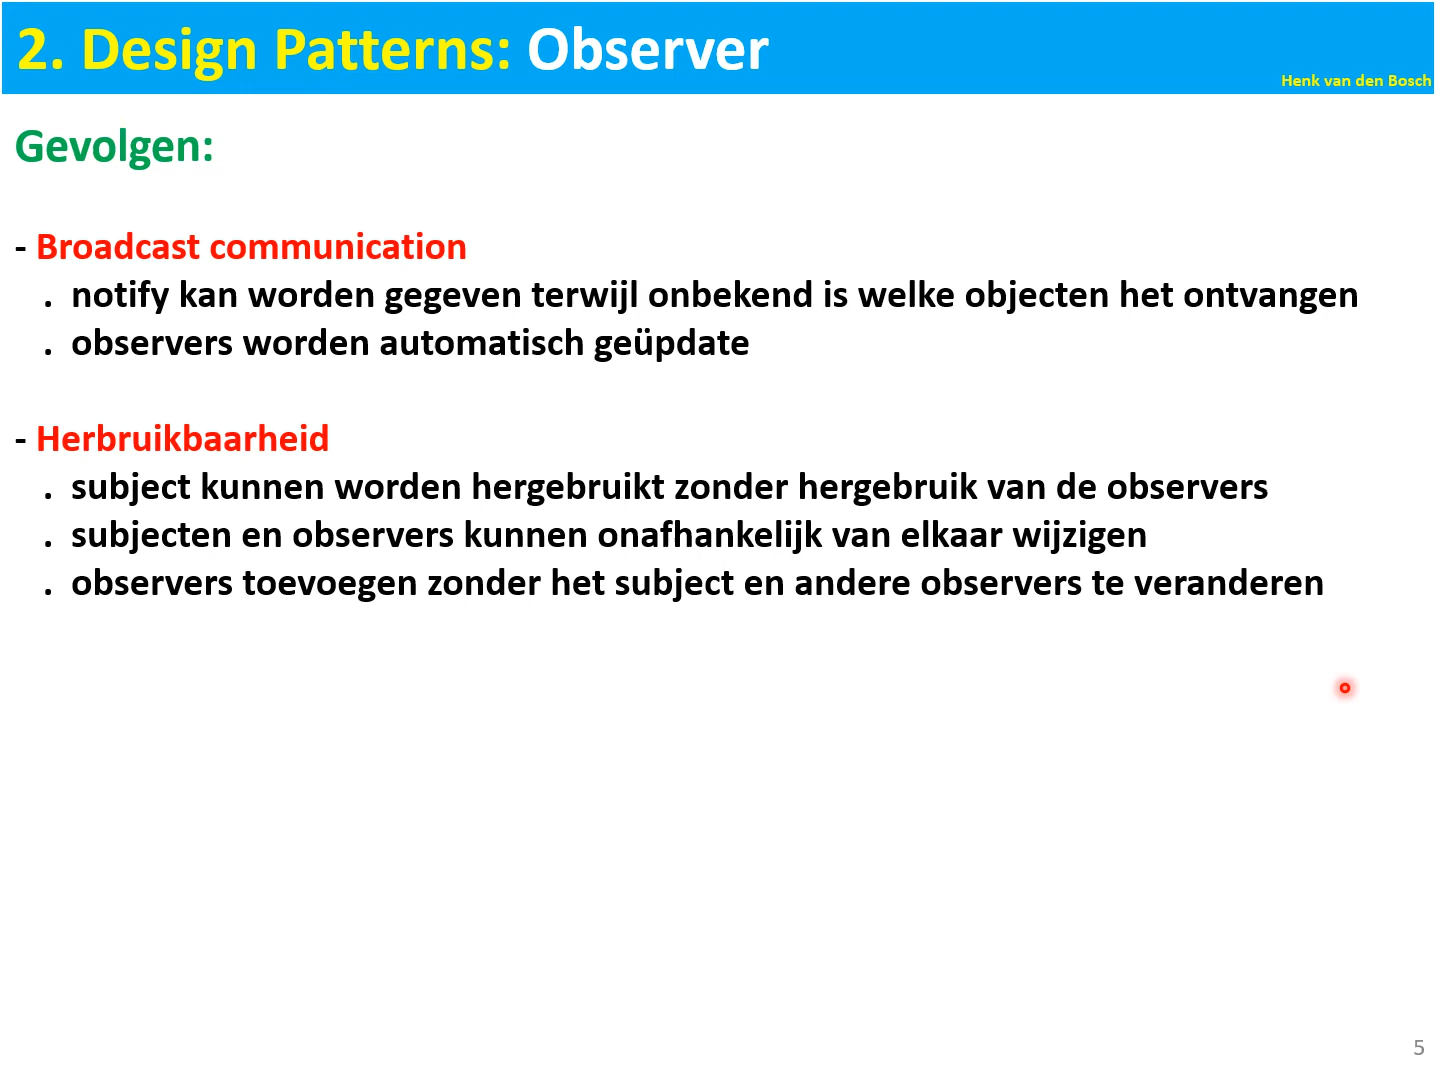 2. Design Patterns: Observer
Henk van den Bosch
Gevolgen:
- Broadcast communication
. notify kan worden gegeven terwijl onbekend is welke objecten het ontvangen
. observers worden automatisch geüpdate
- Herbruikbaarheid
. subject kunnen worden hergebruikt zonder hergebruik van de observers
. subjecten en observers kunnen onafhankelijk van elkaar wijzigen
. observers toevoegen zonder het subject en andere observers te veranderen
5